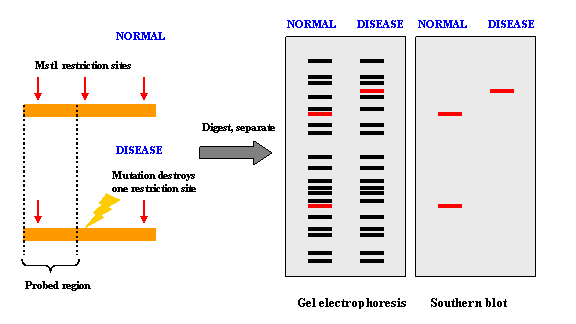 NORMAL
MstI restriction sites
DISEASE
Mutation destroys
one restriction site
Probed region
Digest, separate
NORMAL DISEASE
NORMAL DISEASE
Gel electrophoresis
Southern blot